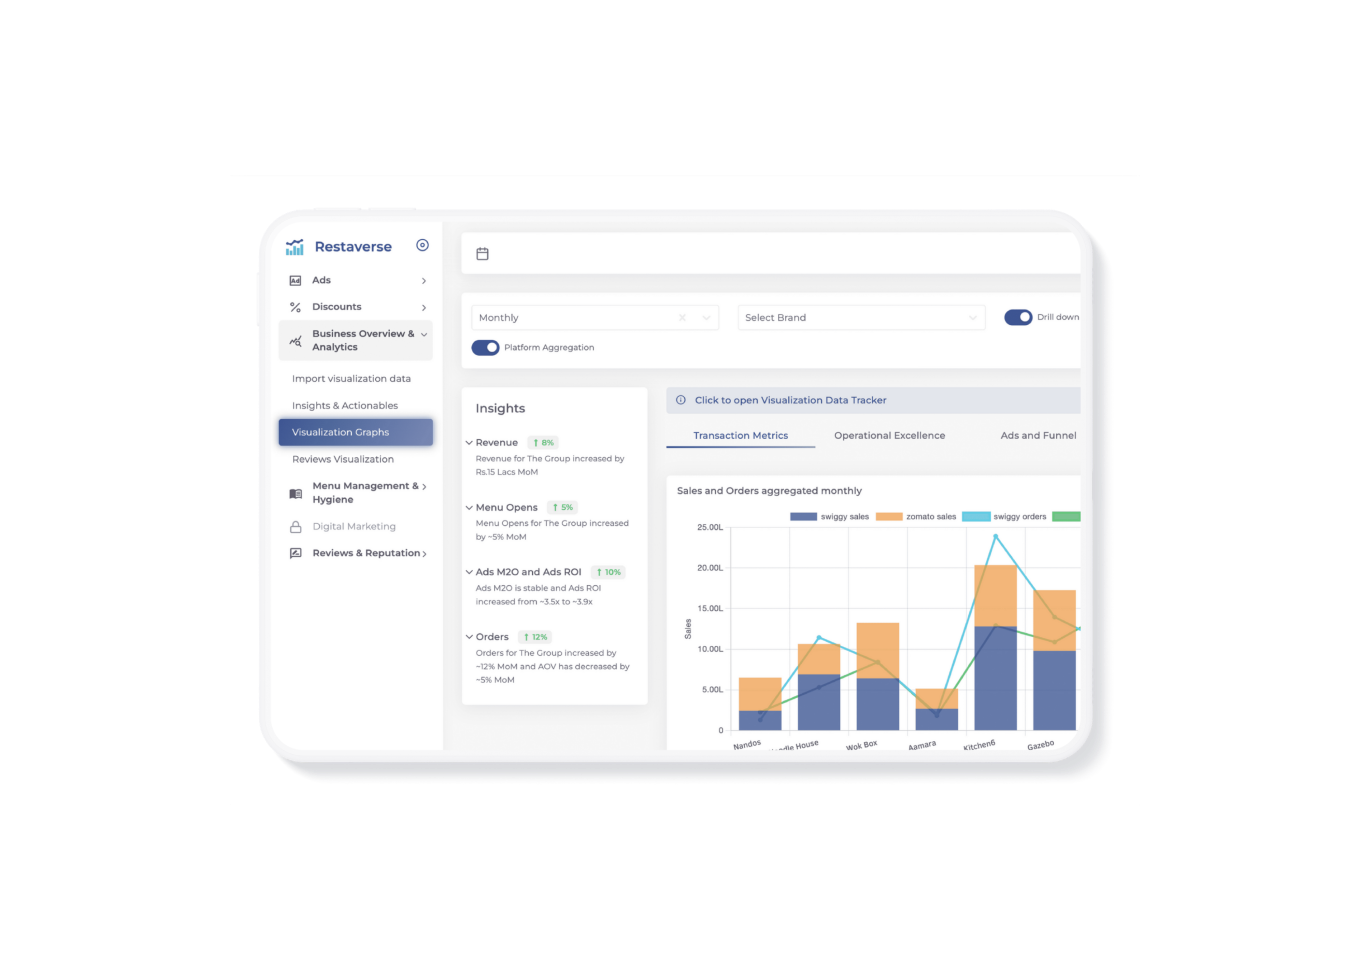 Restaverse
Ads
Discounts
Business Overview &
Analytics
Import visualization data
Insights & Actionables
Visualization Graphs
Reviews Visualization
Menu Management &
Hygiene
Digital Marketing
Reviews & Reputation
Monthly
Select Brand
Drill down
Platform Aggregation
Insights
Revenue ↑ 8%
Revenue for The Group increased by
Rs.15 Lacs MoM
Menu Opens ↑ 5%
Menu Opens for The Group increased
by ~5% MoM
Ads M2O and Ads ROI ↑ 10%
Ads M2O is stable and Ads ROI
increased from ~3.5x to ~3.9x
Orders ↑ 12%
Orders for The Group increased by
~12% MoM and AOV has decreased by
~5% MoM
Click to open Visualization Data Tracker
Transaction Metrics
Operational Excellence
Ads and Funnel
Sales and Orders aggregated monthly
swiggy sales
zomato sales
swiggy orders
25.00L
20.00L
15.00L
10.00L
5.00L
0
Sales
Nandos
House
Wok Box
Aamara
Kitchen6
Gazebo